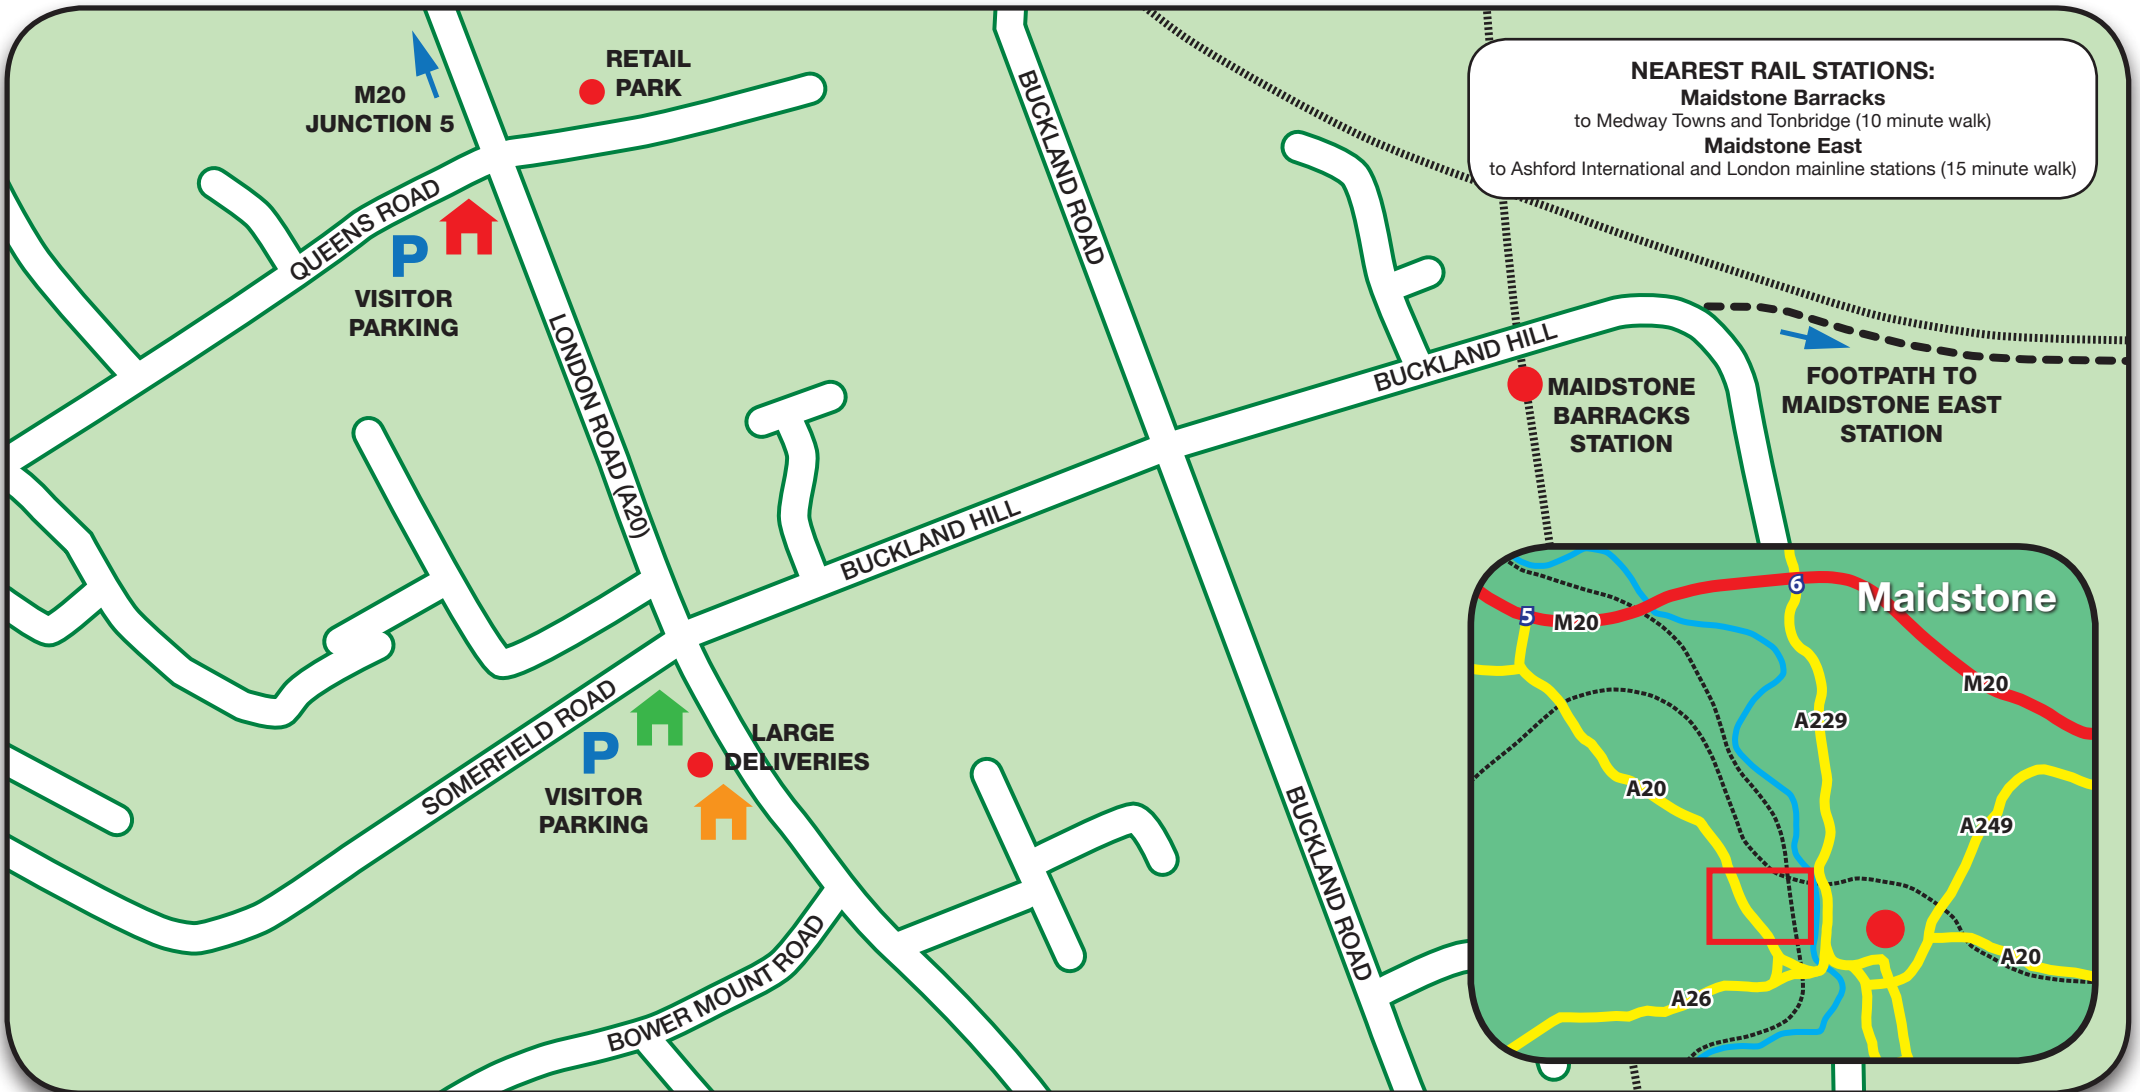 RETAIL
PARK
M20
JUNCTION 5
BUCKLAND ROAD
NEAREST RAIL STATIONS:
Maidstone Barracks
to Medway Towns and Tonbridge (10 minute walk)
Maidstone East
to Ashford International and London mainline stations (15 minute walk)
QUEENS ROAD
P
VISITOR
PARKING
LONDON ROAD (A20)
BUCKLAND HILL
MAIDSTONE
BARRACKS
STATION
FOOTPATH TO
MAIDSTONE EAST
STATION
BUCKLAND HILL
SOMERFIELD ROAD
P
VISITOR
PARKING
LARGE
DELIVERIES
BUCKLAND ROAD
BOWER MOUNT ROAD
Maidstone
6
5
M20
M20
A229
A20
A249
A20
A26